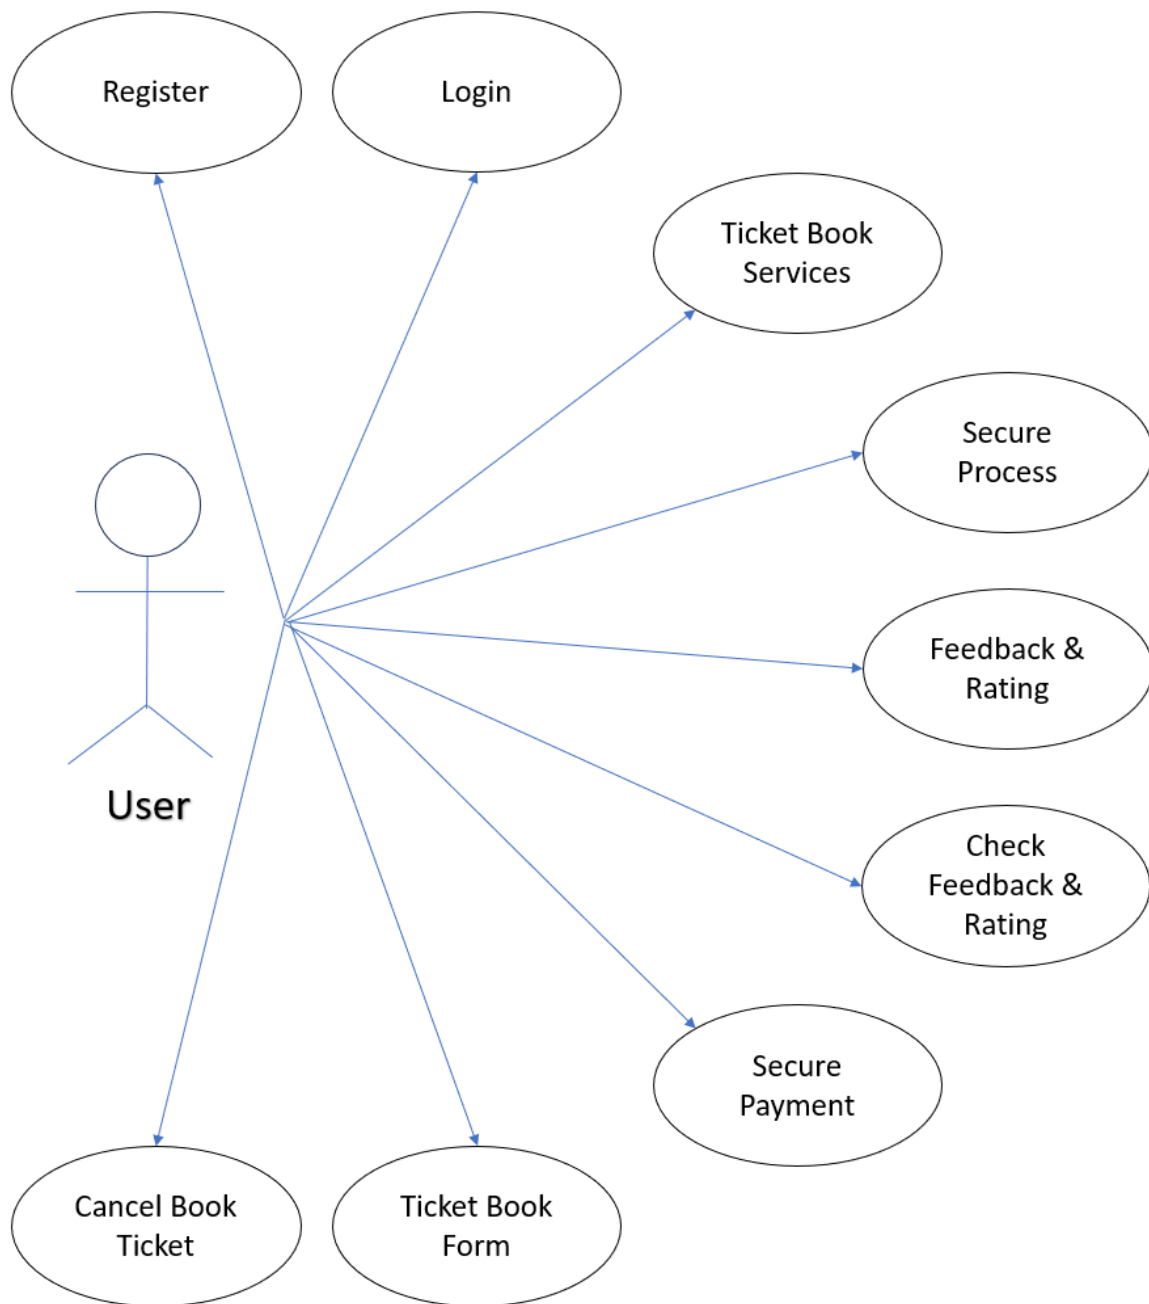 Register
Login
Ticket Book
Services
Secure
Process
Feedback &
Rating
User
Check
Feedback &
Rating
Secure
Payment
Cancel Book
Ticket
Ticket Book
Form